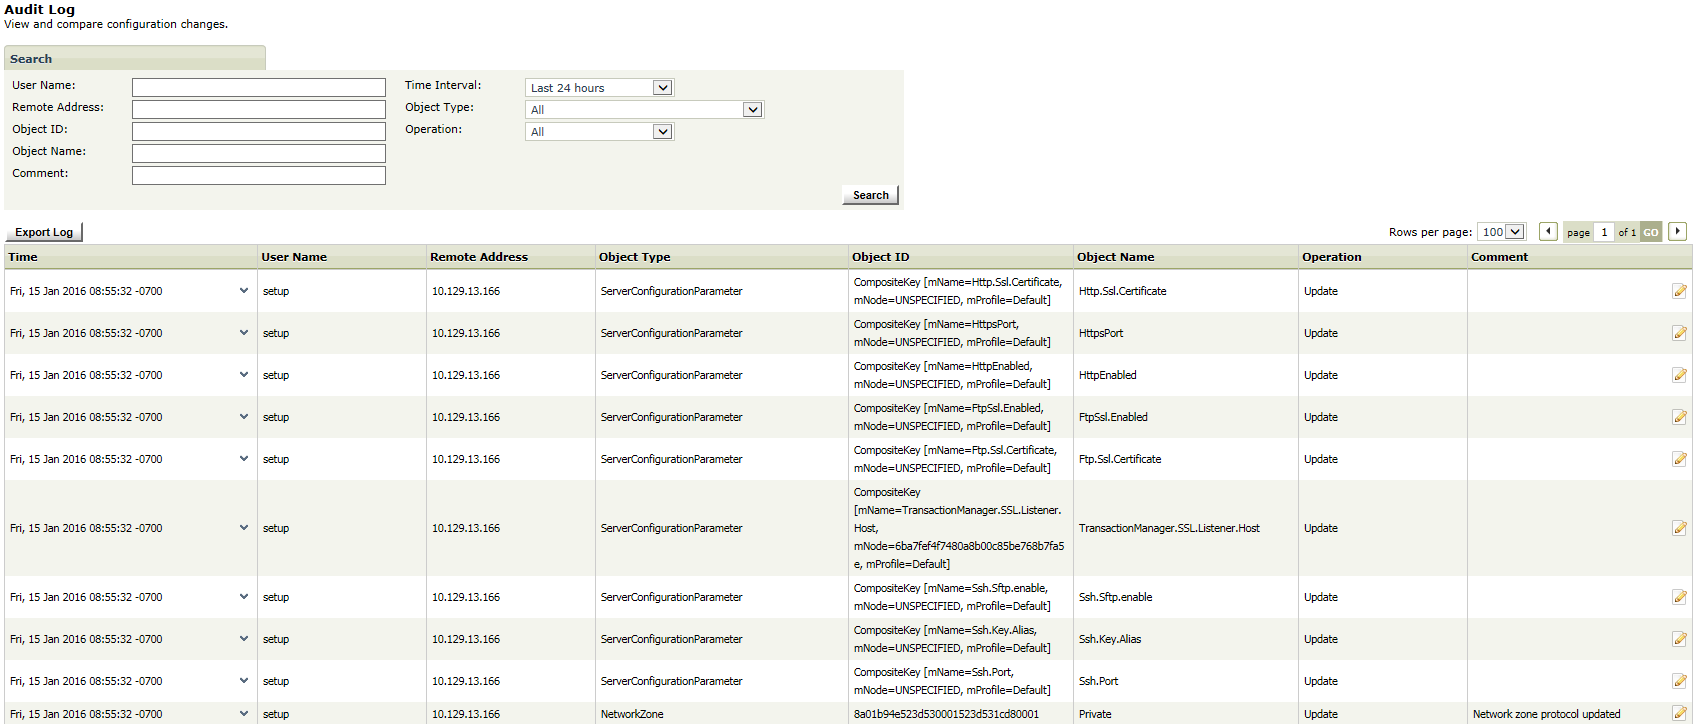 Audit Log
View and compare configuration changes.
Search
User Name: Time Interval: Last 24 hours
Remote Address: Object Type: All
Object ID: Operation: All
Object Name:
Comment:
Search
Export Log Rows per page: 100 page 1 of 1 GO
Time User Name Remote Address Object Type Object ID Object Name Operation Comment
Fri, 15 Jan 2016 08:55:32 -0700 setup 10.129.13.166 ServerConfigurationParameter CompositeKey [mName=Http.Ssl.Certificate, Http.Ssl.Certificate Update
mNode=UNSPECIFIED, mProfile=Default]
Fri, 15 Jan 2016 08:55:32 -0700 setup 10.129.13.166 ServerConfigurationParameter CompositeKey [mName=HttpsPort, HttpsPort Update
mNode=UNSPECIFIED, mProfile=Default]
Fri, 15 Jan 2016 08:55:32 -0700 setup 10.129.13.166 ServerConfigurationParameter CompositeKey [mName=HttpEnabled, HttpEnabled Update
mNode=UNSPECIFIED, mProfile=Default]
Fri, 15 Jan 2016 08:55:32 -0700 setup 10.129.13.166 ServerConfigurationParameter CompositeKey [mName=FtpSsl.Enabled, FtpSsl.Enabled Update
mNode=UNSPECIFIED, mProfile=Default]
Fri, 15 Jan 2016 08:55:32 -0700 setup 10.129.13.166 ServerConfigurationParameter CompositeKey [mName=Ftp.Ssl.Certificate, Ftp.Ssl.Certificate Update
mNode=UNSPECIFIED, mProfile=Default]
Fri, 15 Jan 2016 08:55:32 -0700 setup 10.129.13.166 ServerConfigurationParameter CompositeKey TransactionManager.SSL.Listener.Host Update
[mName=TransactionManager.SSL.Listener.
Host,
mNode=6ba7fef4f7480a8b00c85be768b7fa5
e, mProfile=Default]
Fri, 15 Jan 2016 08:55:32 -0700 setup 10.129.13.166 ServerConfigurationParameter CompositeKey [mName=Ssh.Sftp.enable, Ssh.Sftp.enable Update
mNode=UNSPECIFIED, mProfile=Default]
Fri, 15 Jan 2016 08:55:32 -0700 setup 10.129.13.166 ServerConfigurationParameter CompositeKey [mName=Ssh.Key.Alias, Ssh.Key.Alias Update
mNode=UNSPECIFIED, mProfile=Default]
Fri, 15 Jan 2016 08:55:32 -0700 setup 10.129.13.166 ServerConfigurationParameter CompositeKey [mName=Ssh.Port, Ssh.Port Update
mNode=UNSPECIFIED, mProfile=Default]
Fri, 15 Jan 2016 08:55:32 -0700 setup 10.129.13.166 NetworkZone 8a01b94e523d530001523d531cd80001 Private Update Network zone protocol updated